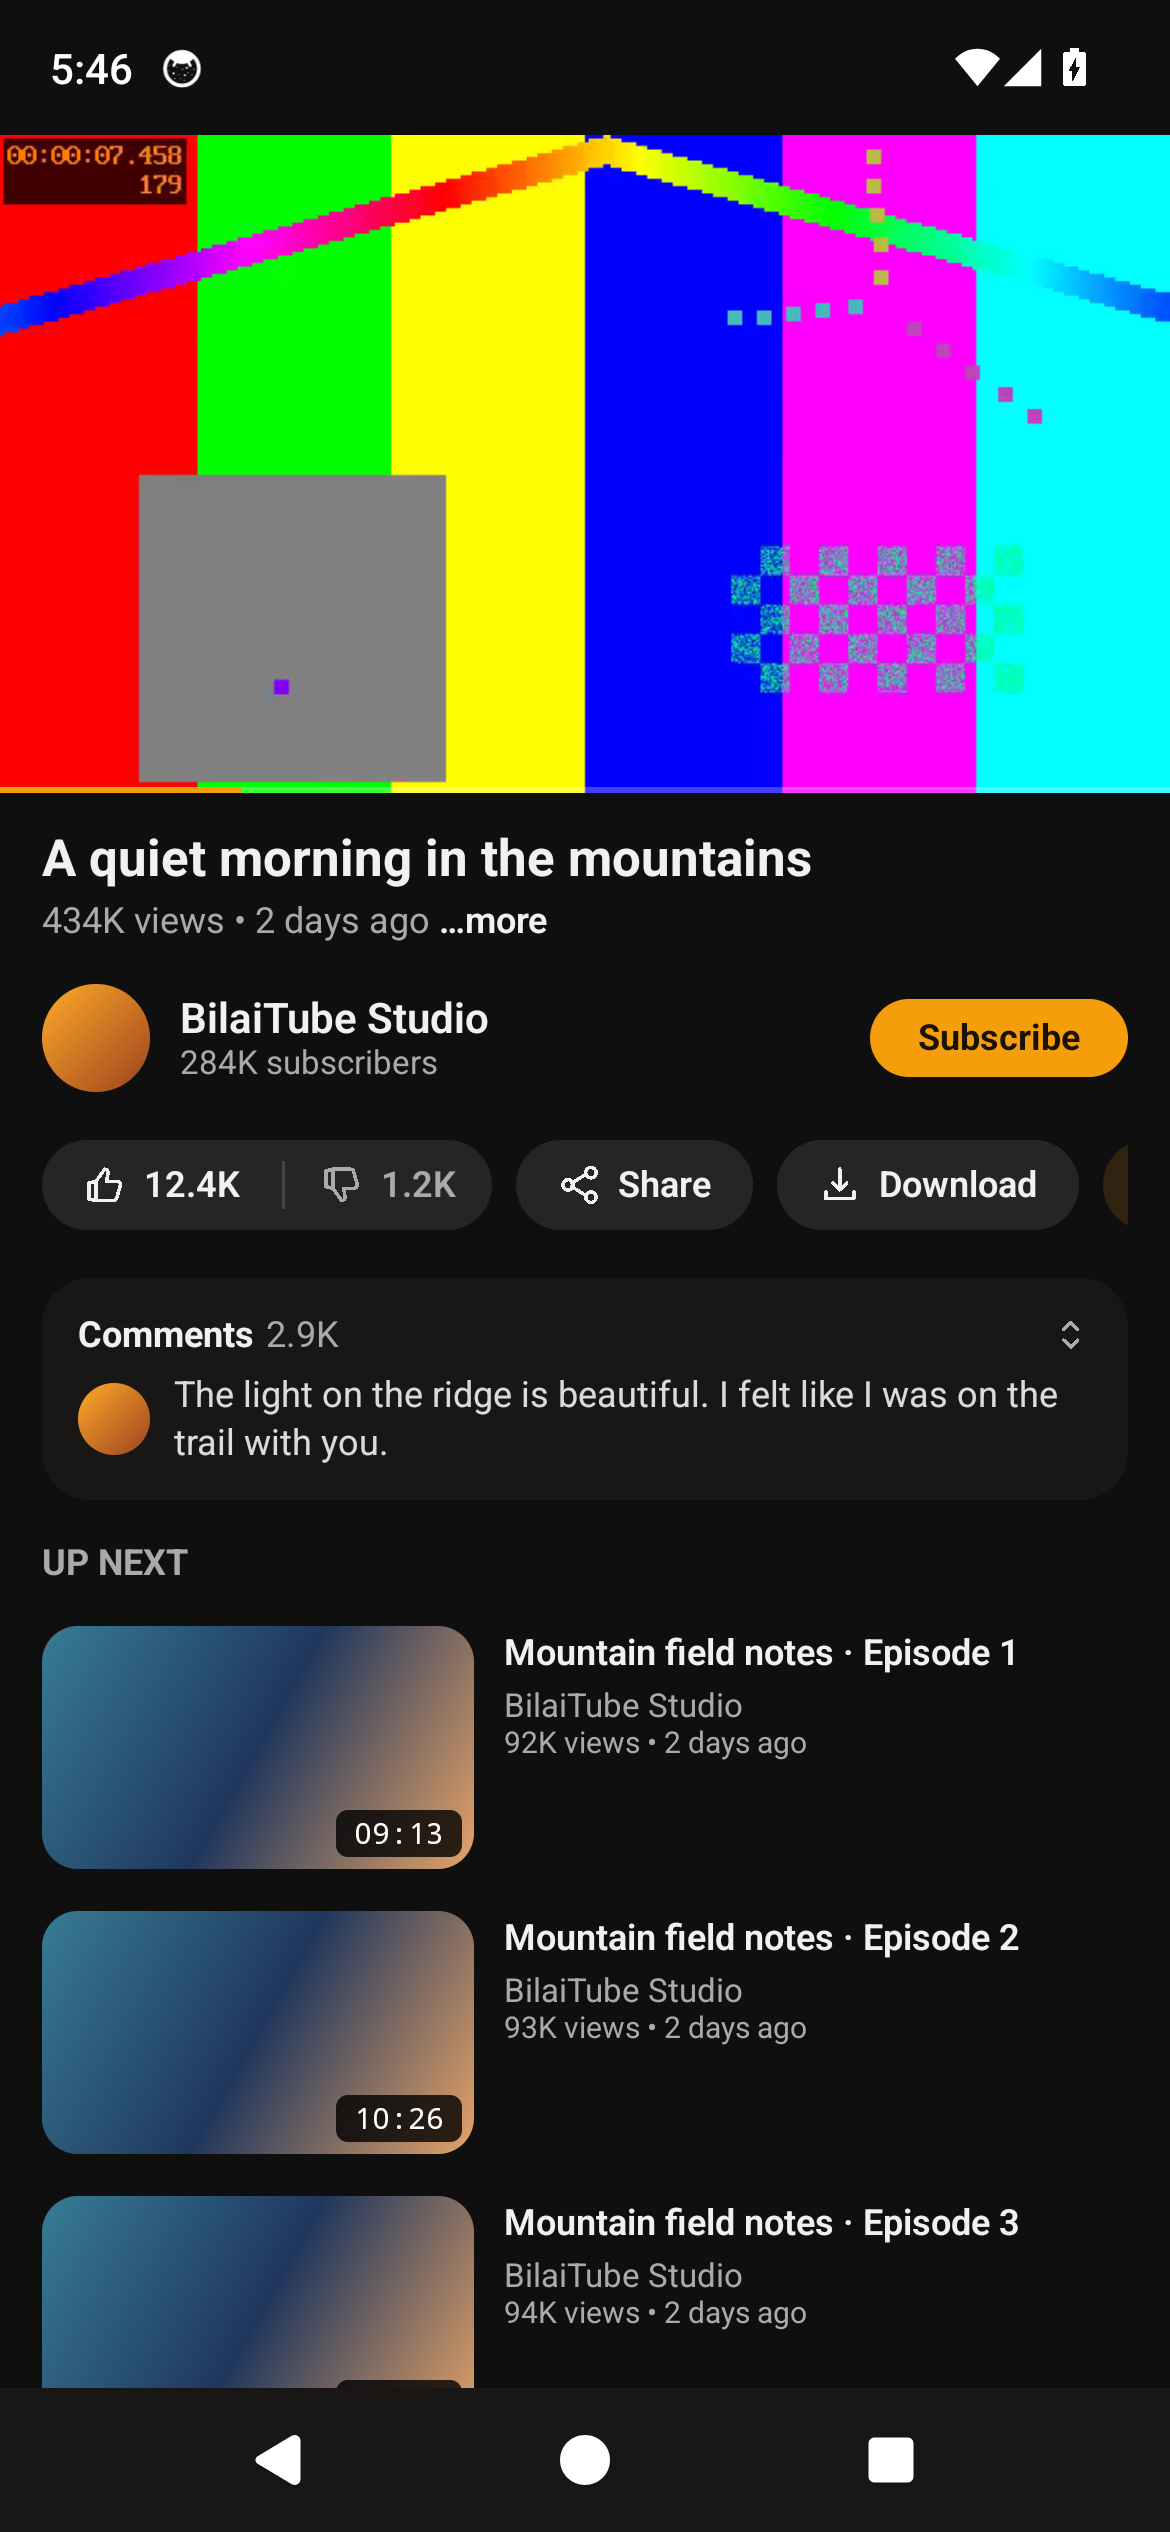 5:46
00:00:07.458
179
A quiet morning in the mountains
434K views • 2 days ago ...more
BilaiTube Studio
284K subscribers
Subscribe
12.4K
1.2K
Share
Download
Comments 2.9K
The light on the ridge is beautiful. I felt like I was on the
trail with you.
UP NEXT
Mountain field notes · Episode 1
BilaiTube Studio
92K views • 2 days ago
09:13
Mountain field notes · Episode 2
BilaiTube Studio
93K views • 2 days ago
10:26
Mountain field notes · Episode 3
BilaiTube Studio
94K views • 2 days ago